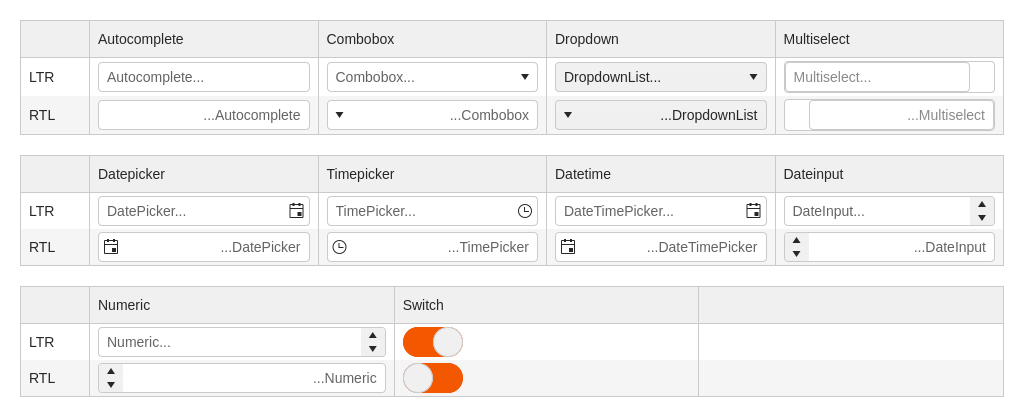 Autocomplete Combobox Dropdown Multiselect
LTR Autocomplete... Combobox... DropdownList... Multiselect...
RTL ...Autocomplete ...Combobox ...DropdownList ...Multiselect
Datepicker Timepicker Datetime Dateinput
LTR DatePicker... TimePicker... DateTimePicker... DateInput...
RTL ...DatePicker ...TimePicker ...DateTimePicker ...DateInput
Numeric Switch
LTR Numeric...
RTL ...Numeric